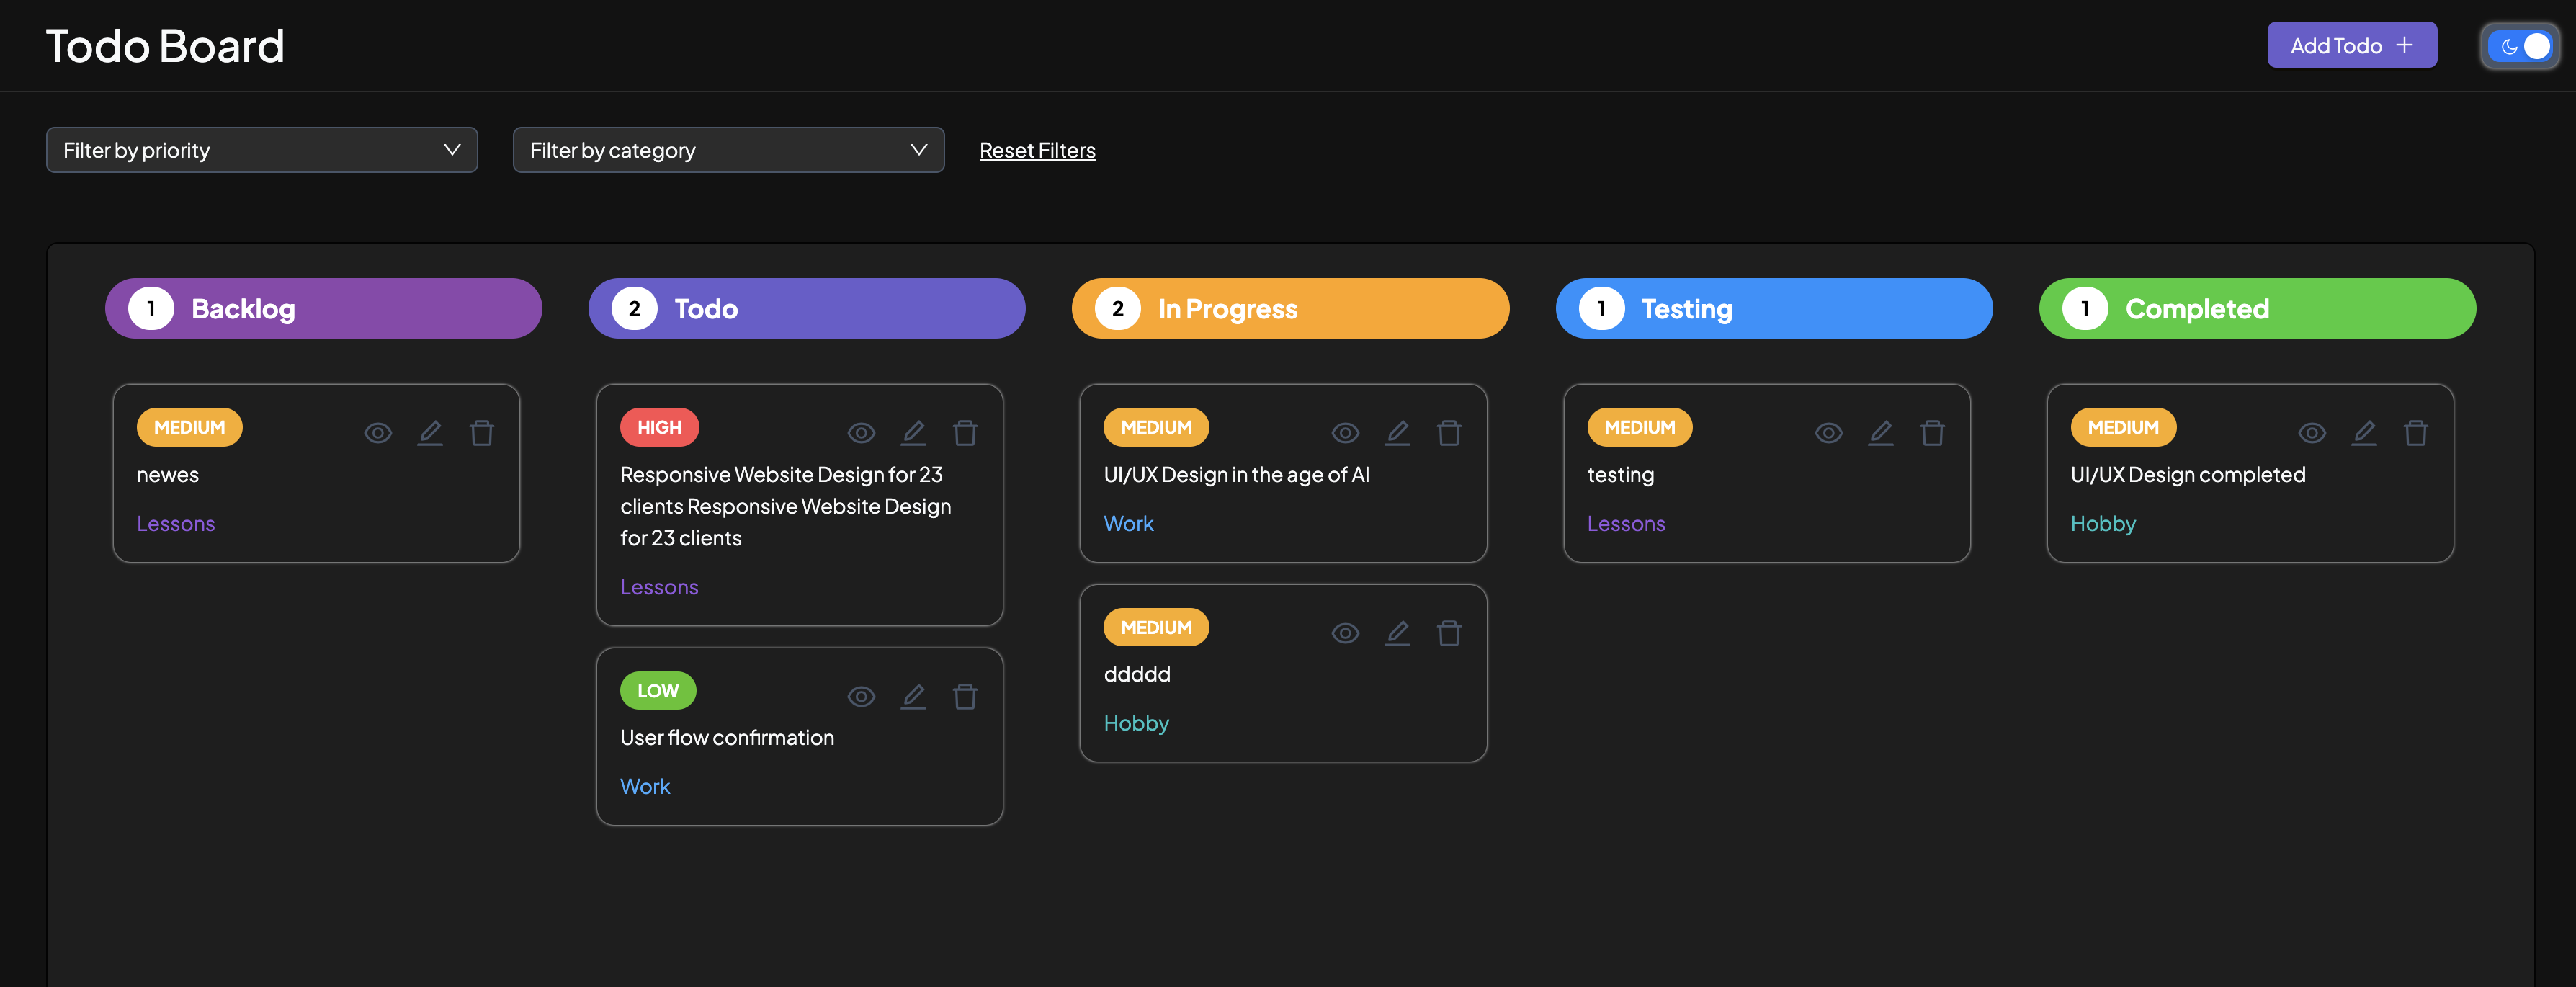 Todo Board
Add Todo +
Filter by priority
Filter by category
Reset Filters
1 Backlog
2 Todo
2 In Progress
1 Testing
1 Completed
MEDIUM
newes
Lessons
HIGH
Responsive Website Design for 23
clients Responsive Website Design
for 23 clients
Lessons
LOW
User flow confirmation
Work
MEDIUM
UI/UX Design in the age of AI
Work
MEDIUM
ddddd
Hobby
MEDIUM
testing
Lessons
MEDIUM
UI/UX Design completed
Hobby